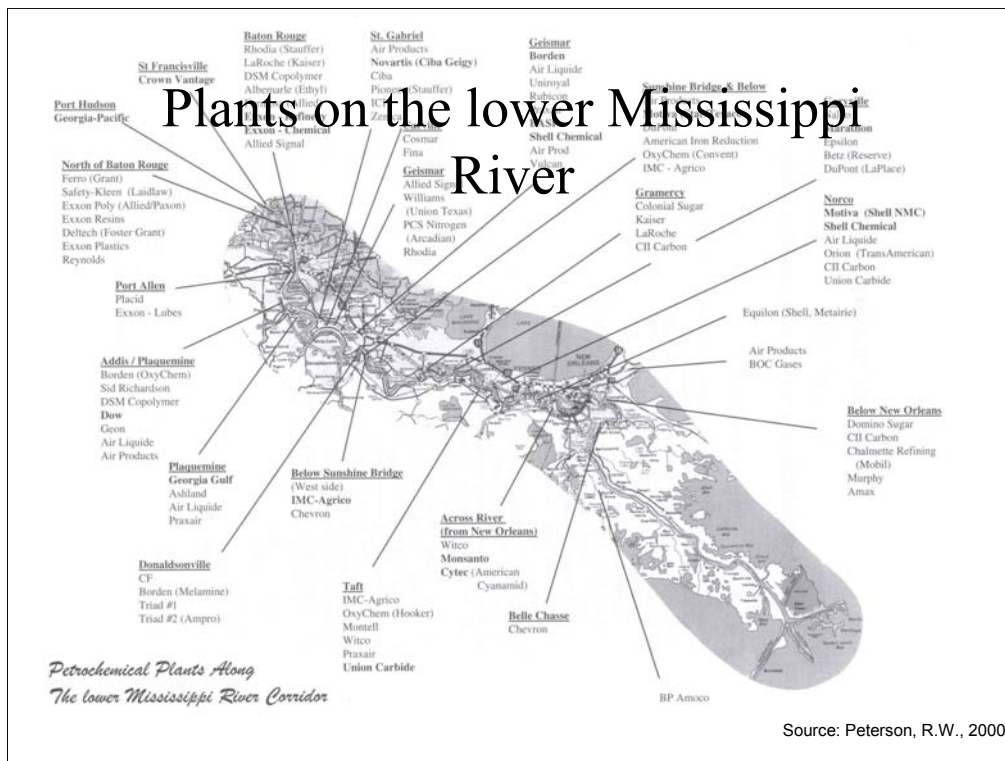 Plants on the lower Mississippi
River
St Francisville
Crown Vantage
Port Hudson
Georgia-Pacific
North of Baton Rouge
Ferro (Grant)
Safety-Kleen (Laidlaw)
Exxon Poly (Allied/Paxon)
Exxon Resins
Deltech (Foster Grant)
Exxon Plastics
Reynolds
Port Allen
Placid
Exxon - Lubes
Addis / Plaquemine
Borden (OxyChem)
Sid Richardson
DSM Copolymer
Dow
Geon
Air Liquide
Air Products
Plaquemine
Georgia Gulf
Ashland
Air Liquide
Praxair
Donaldsonville
CF
Borden (Melamine)
Triad #1
Triad #2 (Ampro)
Baton Rouge
Rhodia (Stauffer)
LaRoche (Kaiser)
DSM Copolymer
Albemarle (Ethyl)
Exxon - Chemical
Allied Signal
St. Gabriel
Air Products
Novartis (Ciba Geigy)
Ciba
Pioneer (Stauffer)
Cosmar
Fina
Geismar
Allied
Williams
(Union Texas)
PCS Nitrogen
(Arcadian)
Rhodia
Geismar
Borden
Air Liquide
Uniroyal
Rubicon
Shell Chemical
Air Prod
Vulcan
Sunshine Bridge & Below
DuPont
American Iron Reduction
OxyChem (Convent)
IMC - Agrico
Marathon
Epsilon
Betz (Reserve)
DuPont (LaPlace)
Gramercy
Colonial Sugar
Kaiser
LaRoche
CII Carbon
Norco
Motiva (Shell NMC)
Shell Chemical
Air Liquide
Orion (TransAmerican)
CII Carbon
Union Carbide
Equilon (Shell, Metairie)
Air Products
BOC Gases
NEW
ORLEANS
Below New Orleans
Domino Sugar
CII Carbon
Chalmette Refining
(Mobil)
Murphy
Amax
Below Sunshine Bridge
(West side)
IMC-Agrico
Chevron
Across River
(from New Orleans)
Witco
Monsanto
Cytec (American
Cyanamid)
Taft
IMC-Agrico
OxyChem (Hooker)
Montell
Witco
Praxair
Union Carbide
Belle Chasse
Chevron
BP Amoco
Petrochemical Plants Along
The lower Mississippi River Corridor
Source: Peterson, R.W., 2000